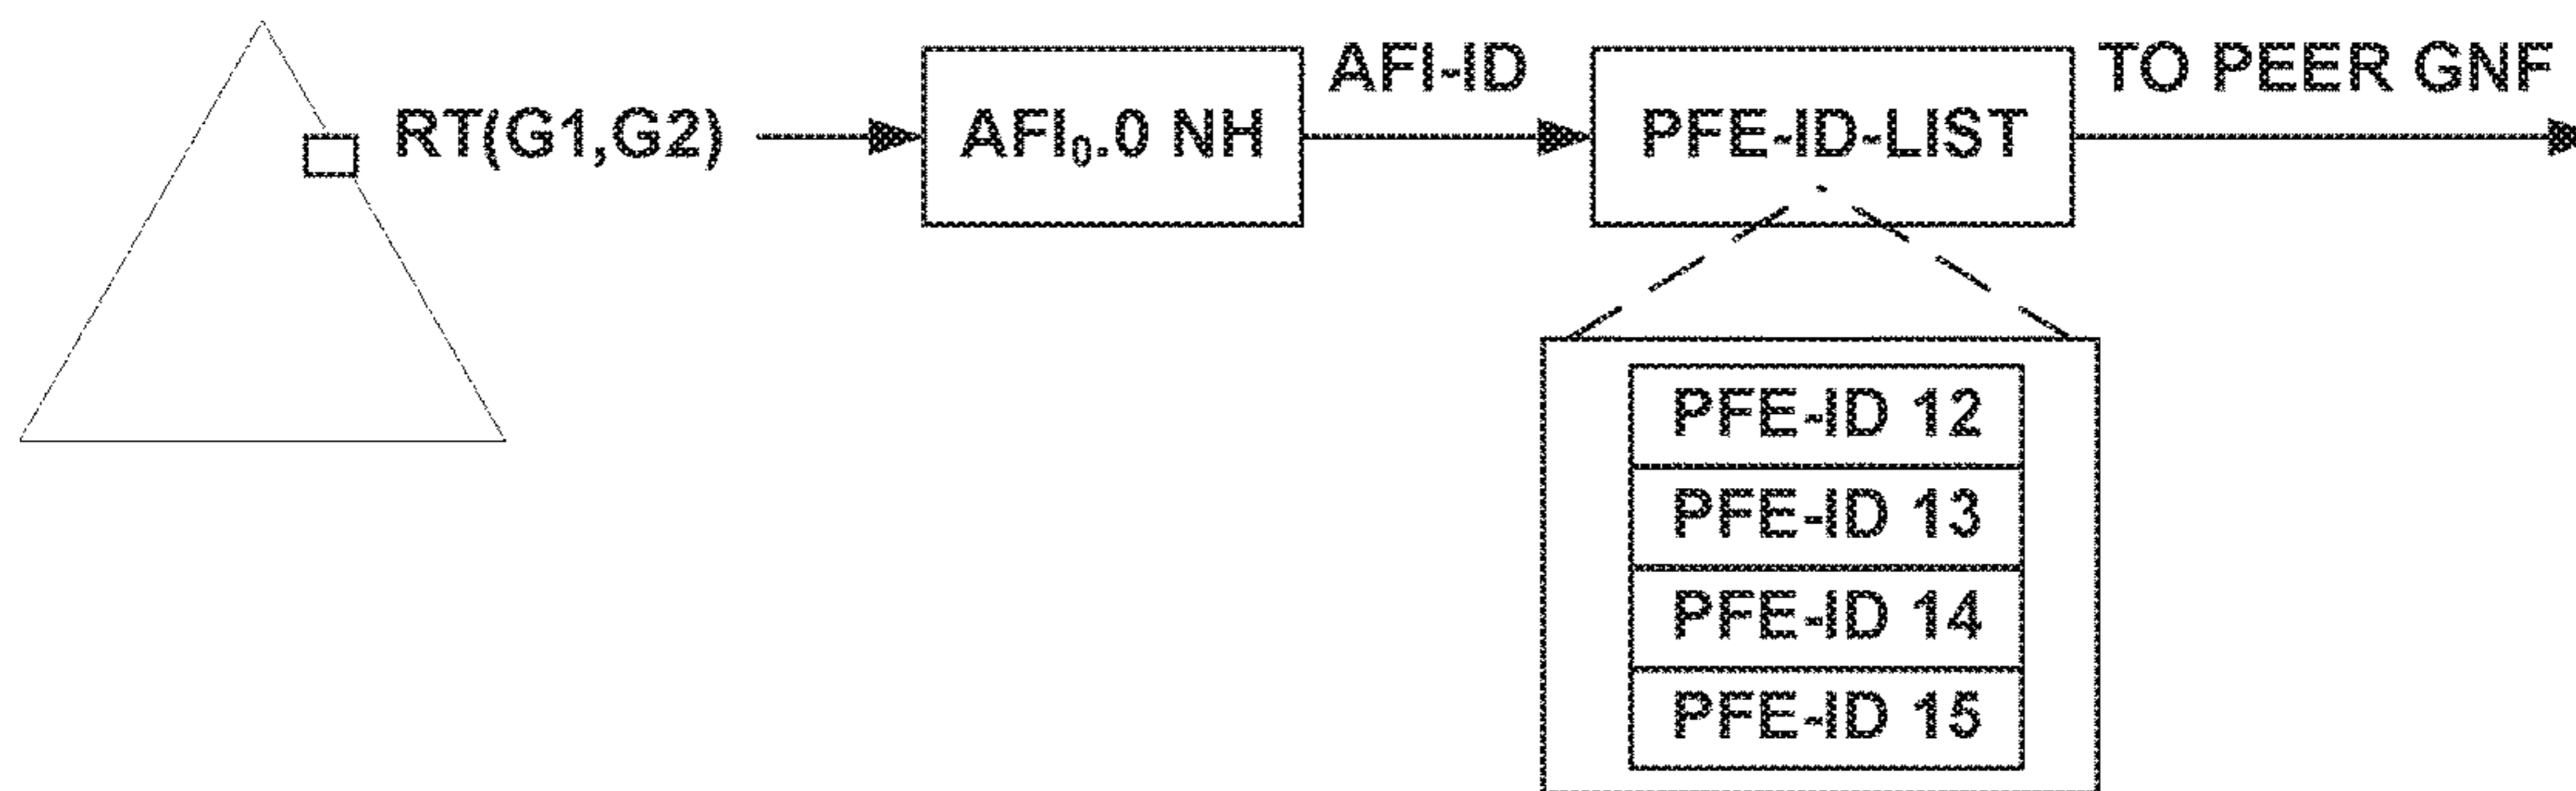 RT(G1,G2)
AFI₀.0 NH
AFI-ID
PFE-ID-LIST
TO PEER GNF
PFE-ID 12
PFE-ID 13
PFE-ID 14
PFE-ID 15